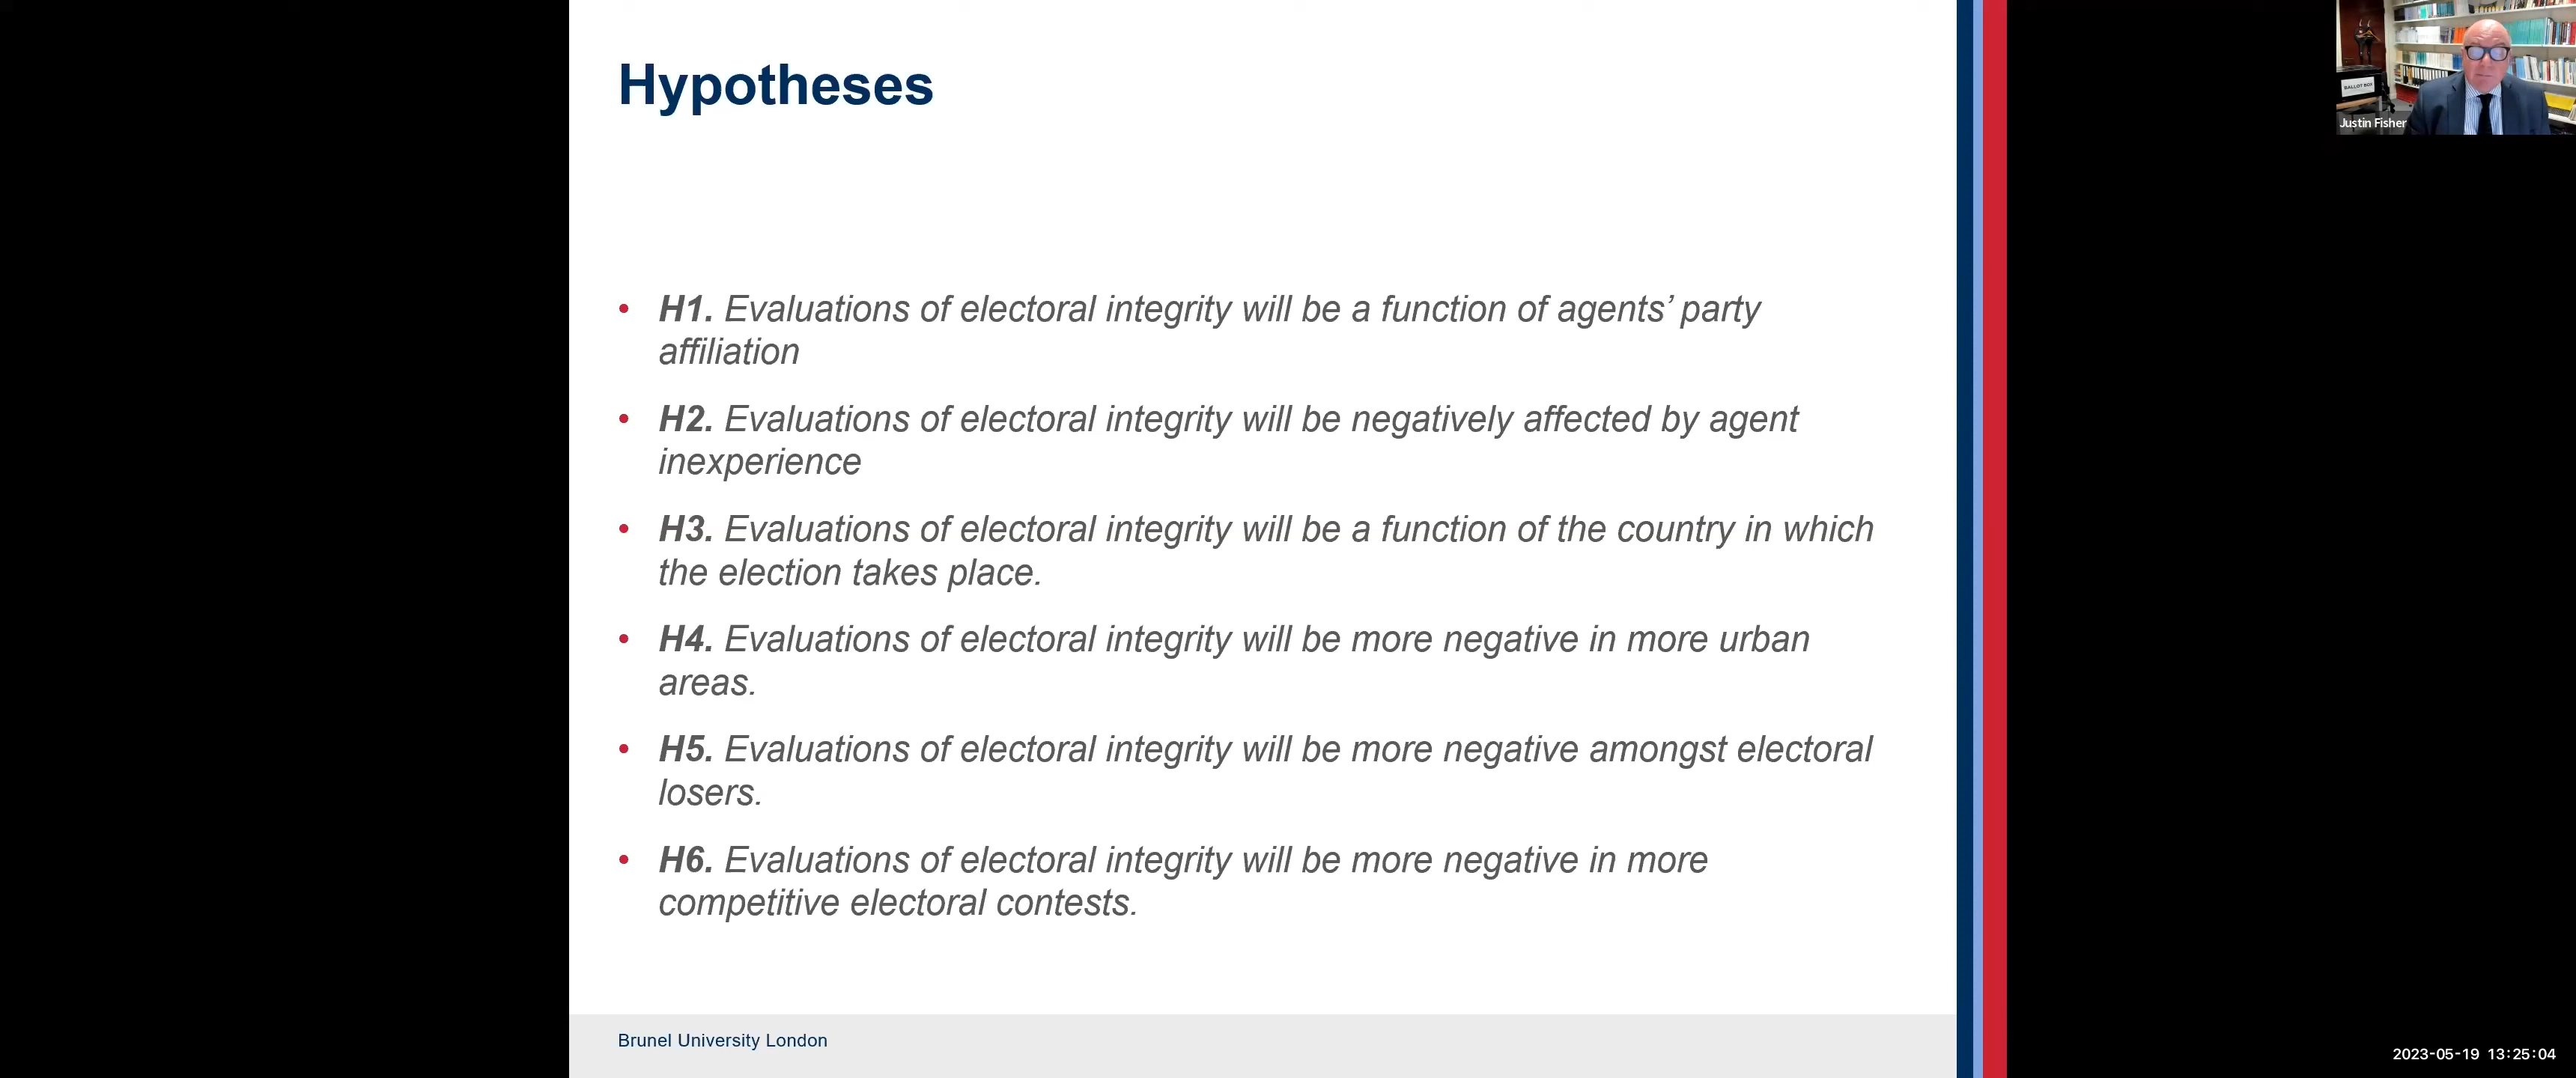 Hypotheses
BALLOT BOX
Justin Fisher
• H1. Evaluations of electoral integrity will be a function of agents’ party
affiliation
• H2. Evaluations of electoral integrity will be negatively affected by agent
inexperience
• H3. Evaluations of electoral integrity will be a function of the country in which
the election takes place.
• H4. Evaluations of electoral integrity will be more negative in more urban
areas.
• H5. Evaluations of electoral integrity will be more negative amongst electoral
losers.
• H6. Evaluations of electoral integrity will be more negative in more
competitive electoral contests.
Brunel University London
2023-05-19 13:25:04